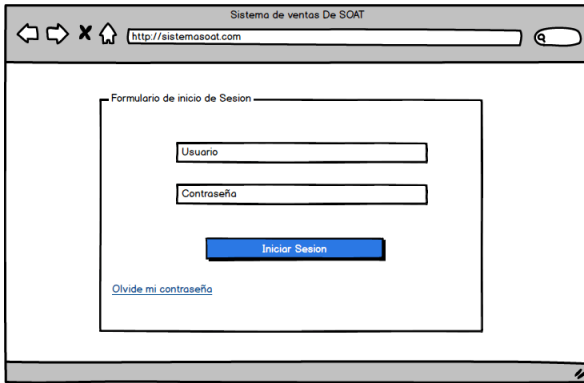 Sistema de ventas De SOAT
http://sistemasoat.com
Formulario de inicio de Sesion
Usuario
Contraseña
Iniciar Sesion
Olvide mi contraseña